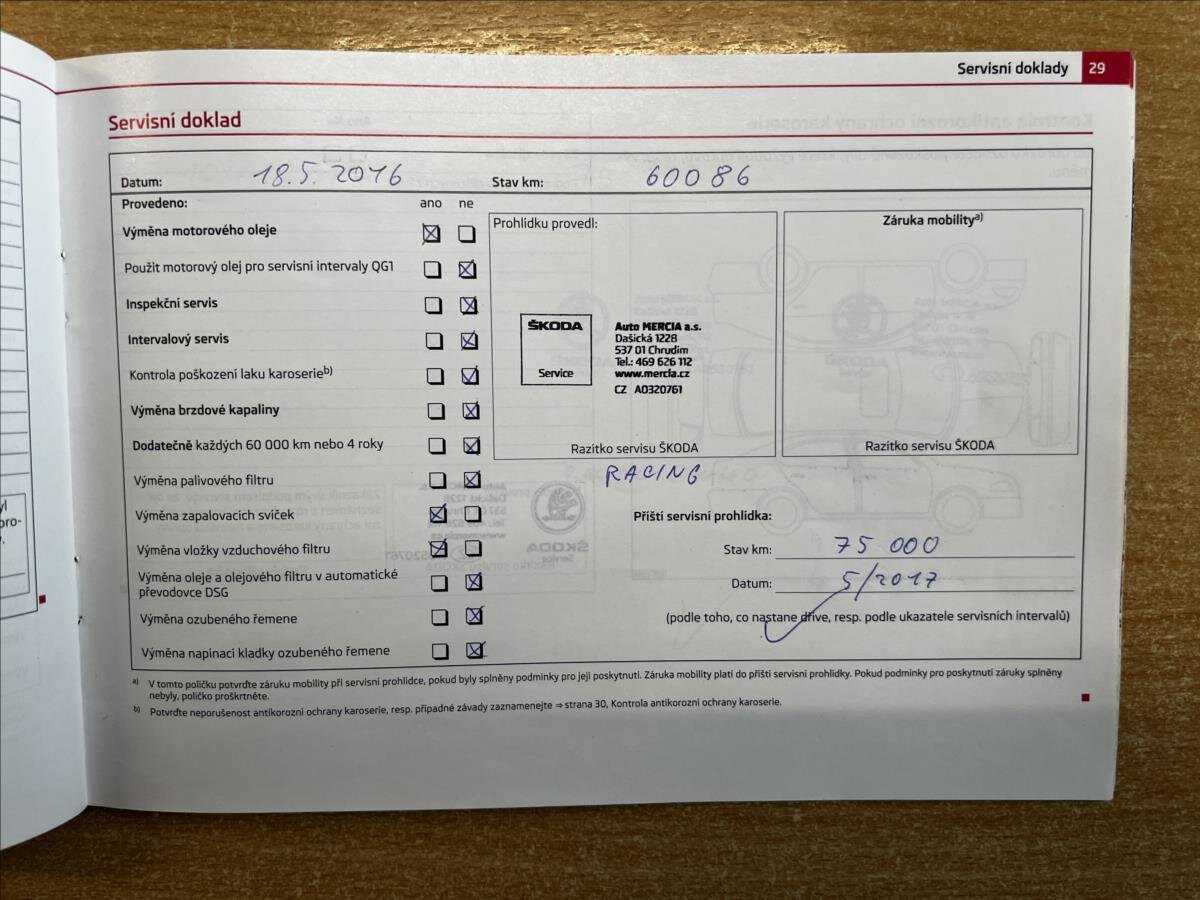 Servisní doklady 29
Servisní doklad
Datum: 18.5. 2016 Stav km: 60086
Provedeno: ano ne
Výměna motorového oleje
Použit motorový olej pro servisní intervaly QG1
Inspekční servis
Intervalový servis
Kontrola poškození laku karoserieb)
Výměna brzdové kapaliny
Dodatečně každých 60 000 km nebo 4 roky
Výměna palivového filtru
Výměna zapalovacích svíček
Výměna vložky vzduchového filtru
Výměna oleje a olejového filtru v automatické
převodovce DSG
Výměna ozubeného řemene
Výměna napínací kladky ozubeného řemene
Prohlídku provedl:
ŠKODA
Service
Auto MERCIA a.s.
Dašická 1228
537 01 Chrudim
Tel.: 469 626 112
www.mercia.cz
CZ A0320761
Razítko servisu ŠKODA
Záruka mobilitya)
Razítko servisu ŠKODA
RACING
Příští servisní prohlídka:
Stav km: 75 000
Datum: 5/2017
(podle toho, co nastane dříve, resp. podle ukazatele servisních intervalů)
a) V tomto políčku potvrďte záruku mobility při servisní prohlídce, pokud byly splněny podmínky pro její poskytnutí. Záruka mobility platí do příští servisní prohlídky. Pokud podmínky pro poskytnutí záruky splněny
nebyly, políčko proškrtněte.
b) Potvrďte neporušenost antikorozní ochrany karoserie, resp. případné závady zaznamenejte ⇒ strana 30, Kontrola antikorozní ochrany karoserie.